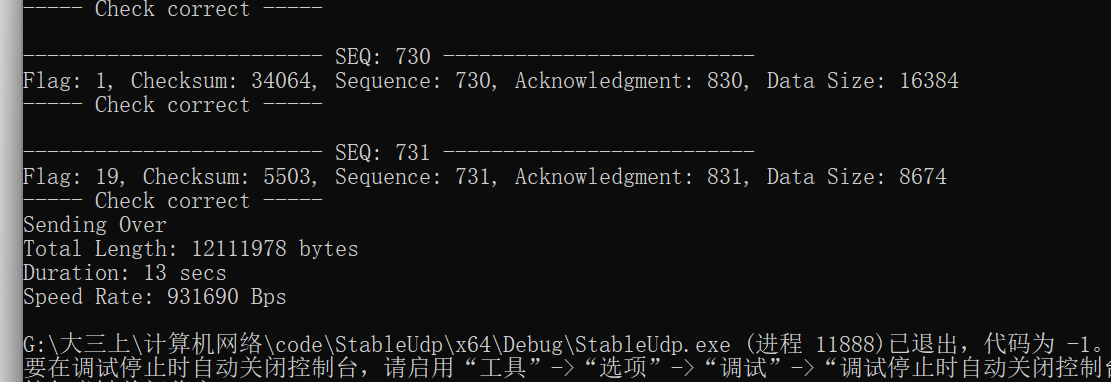 ----- Check correct -----
------------------------- SEQ: 730 --------------------------
Flag: 1, Checksum: 34064, Sequence: 730, Acknowledgment: 830, Data Size: 16384
----- Check correct -----
------------------------- SEQ: 731 --------------------------
Flag: 19, Checksum: 5503, Sequence: 731, Acknowledgment: 831, Data Size: 8674
----- Check correct -----
Sending Over
Total Length: 12111978 bytes
Duration: 13 secs
Speed Rate: 931690 Bps
G:\大三上\计算机网络\code\StableUdp\x64\Debug\StableUdp.exe (进程 11888)已退出，代码为 -1。
要在调试停止时自动关闭控制台，请启用“工具”->“选项”->“调试”->“调试停止时自动关闭控制台